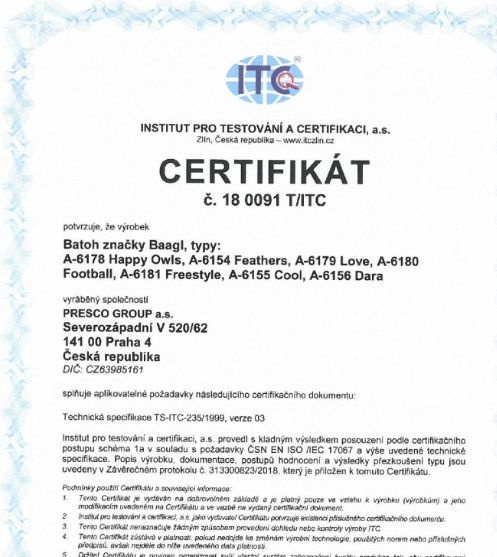 ITC ®
INSTITUT PRO TESTOVÁNÍ A CERTIFIKACI, a.s.
Zlín, Česká republika – www.itczlin.cz
CERTIFIKÁT
č. 18 0091 T/ITC
potvrzuje, že výrobek
Batoh značky Baagl, typy:
A-6178 Happy Owls, A-6154 Feathers, A-6179 Love, A-6180
Football, A-6181 Freestyle, A-6155 Cool, A-6156 Dara
vyráběný společností
PRESCO GROUP a.s.
Severozápadní V 520/62
141 00 Praha 4
Česká republika
DIČ: CZ63985161
splňuje aplikovatelné požadavky následujícího certifikačního dokumentu:
Technická specifikace TS-ITC-235/1999, verze 03
Institut pro testování a certifikaci, a.s. provedl s kladným výsledkem posouzení podle certifikačního
postupu schéma 1a v souladu s požadavky ČSN EN ISO /IEC 17067 a výše uvedené technické
specifikace. Popis výrobku, dokumentace, postupů hodnocení a výsledky přezkoušení typu jsou
uvedeny v Závěrečném protokolu č. 313300823/2018, který je přiložen k tomuto Certifikátu.
Podmínky použití Certifikátu a související informace:
1. Tento Certifikát je vydáván na dobrovolném základě a je platný pouze ve vztahu k výrobku (výrobkům) a jeho
modifikacím uvedeným na Certifikátu a ve vazbě na vydaný certifikační dokument.
2. Institut pro testování a certifikaci, a.s. jako vydavatel Certifikátu potvrzuje existenci příslušného certifikačního dokumentu.
3. Tento Certifikát nenaznačuje žádným způsobem provedení dohledu nebo kontroly výroby ITC.
4. Tento Certifikát zůstává v platnosti, pokud nedojde ke změnám výrobní technologie, použitých norem nebo příslušných
předpisů, avšak nejdéle do níže uvedeného data platnosti.
5. Držitel Certifikátu je povinen